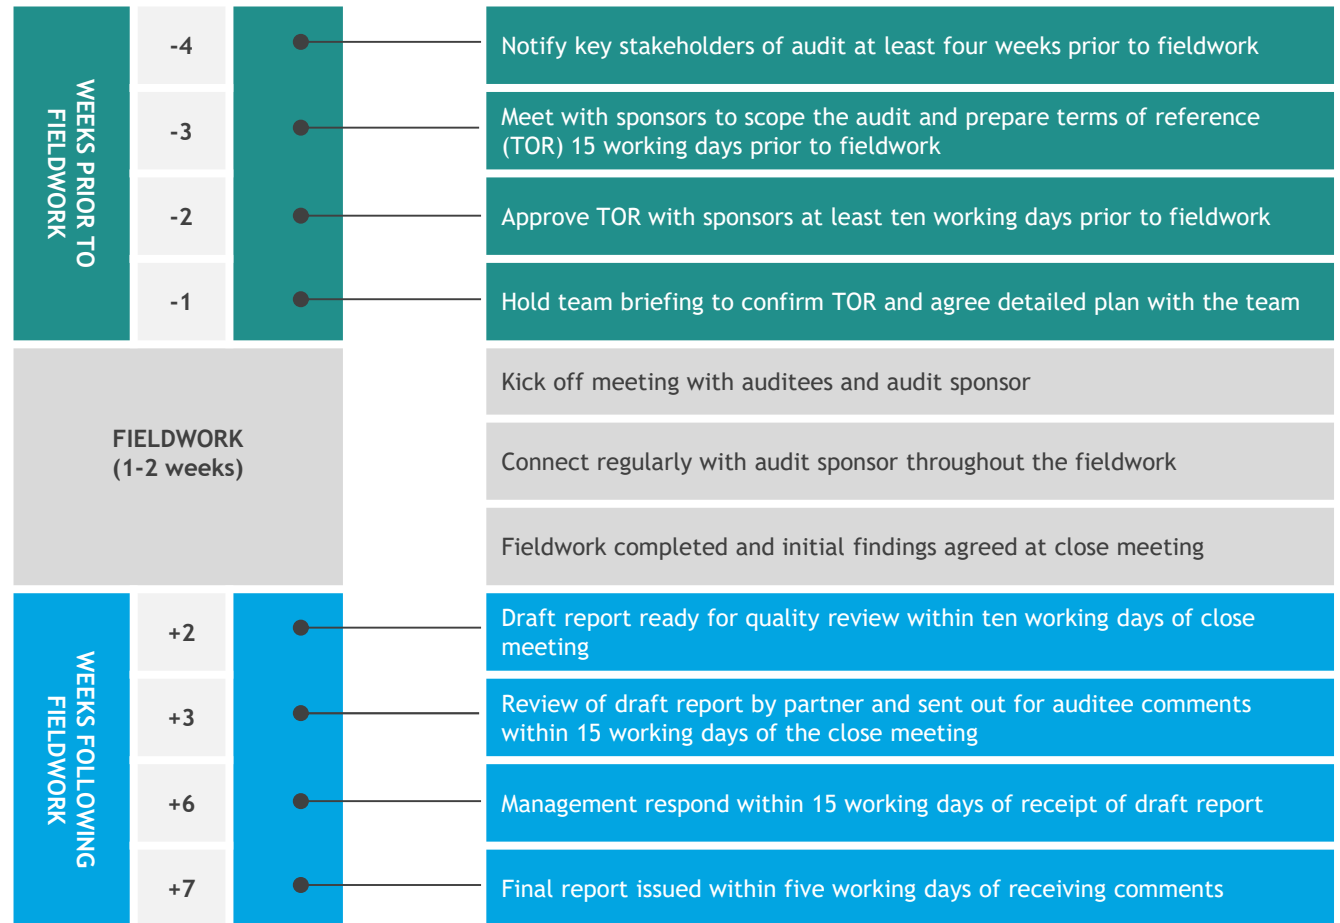 WEEKS PRIOR TO
FIELDWORK
-4
Notify key stakeholders of audit at least four weeks prior to fieldwork
-3
Meet with sponsors to scope the audit and prepare terms of reference
(TOR) 15 working days prior to fieldwork
-2
Approve TOR with sponsors at least ten working days prior to fieldwork
-1
Hold team briefing to confirm TOR and agree detailed plan with the team
FIELDWORK
(1-2 weeks)
Kick off meeting with auditees and audit sponsor
Connect regularly with audit sponsor throughout the fieldwork
Fieldwork completed and initial findings agreed at close meeting
WEEKS FOLLOWING
FIELDWORK
+2
Draft report ready for quality review within ten working days of close
meeting
+3
Review of draft report by partner and sent out for auditee comments
within 15 working days of the close meeting
+6
Management respond within 15 working days of receipt of draft report
+7
Final report issued within five working days of receiving comments